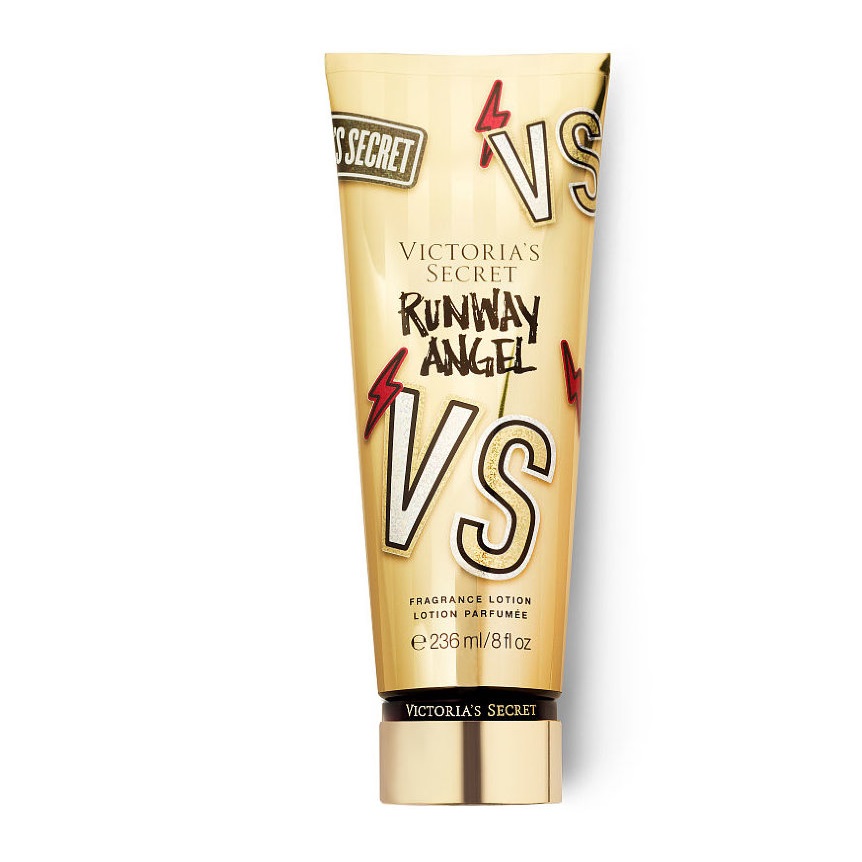 'S SECRET
VS
VICTORIA'S
SECRET
RUNWAY
ANGEL
VS
FRAGRANCE LOTION
LOTION PARFUMÉE
℮ 236 ml/8 fl oz
VICTORIA'S SECRET